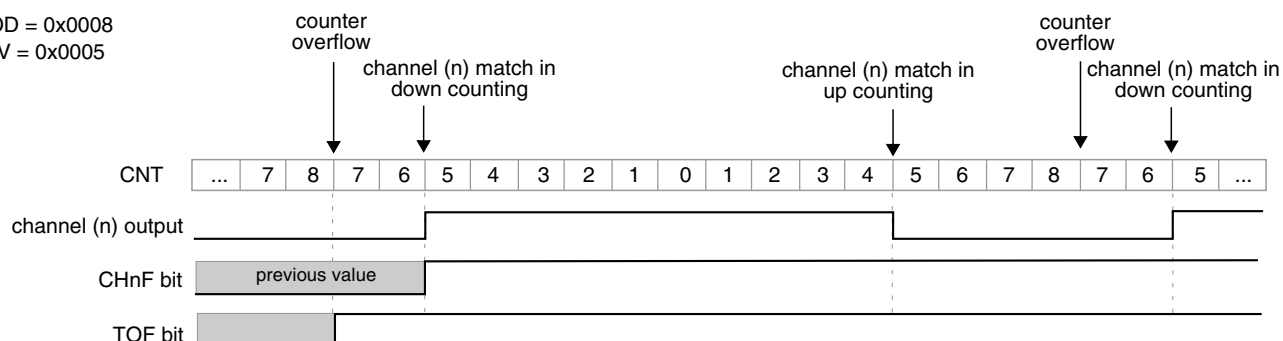 OD = 0x0008
V = 0x0005
counter
overflow
channel (n) match in
down counting
channel (n) match in
up counting
counter
overflow
channel (n) match in
down counting
CNT ... 7 8 7 6 5 4 3 2 1 0 1 2 3 4 5 6 7 8 7 6 5 ...
channel (n) output
CHnF bit previous value
TOF bit